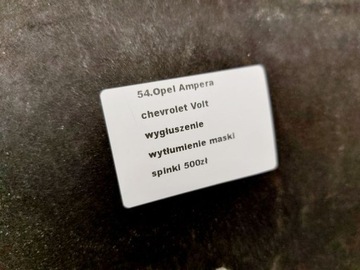 54.Opel Ampera
chevrolet Volt
wygłuszenie
wytłumienie maski
spinki 500zł